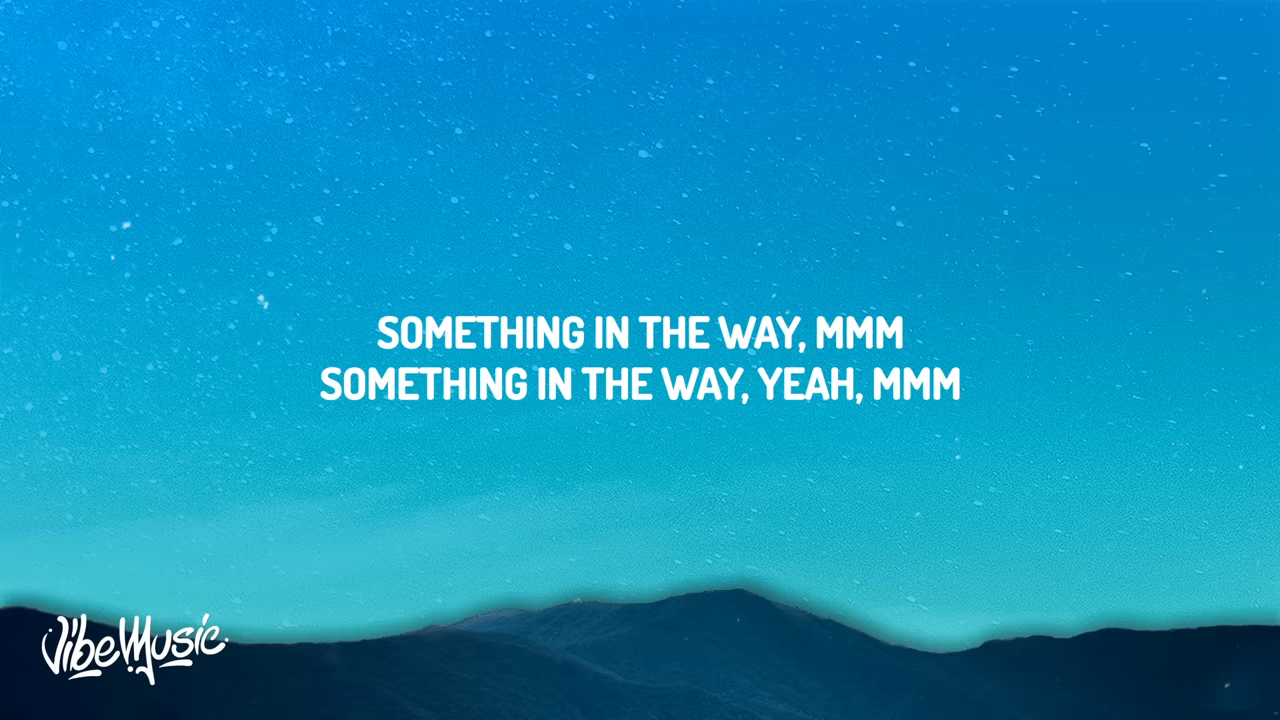 SOMETHING IN THE WAY, MMM
SOMETHING IN THE WAY, YEAH, MMM
VibeMusic